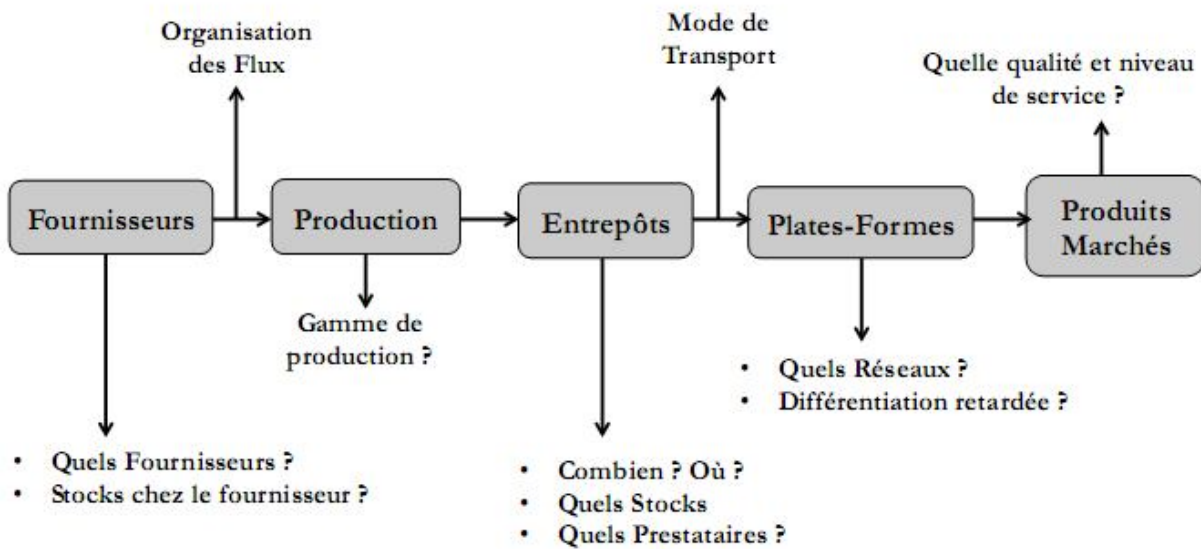 Organisation
des Flux
Mode de
Transport
Quelle qualité et niveau
de service ?
Fournisseurs
Production
Entrepôts
Plates-Formes
Produits
Marchés
Gamme de
production ?
• Quels Réseaux ?
• Différentiation retardée ?
• Quels Fournisseurs ?
• Stocks chez le fournisseur ?
• Combien ? Où ?
• Quels Stocks
• Quels Prestataires ?